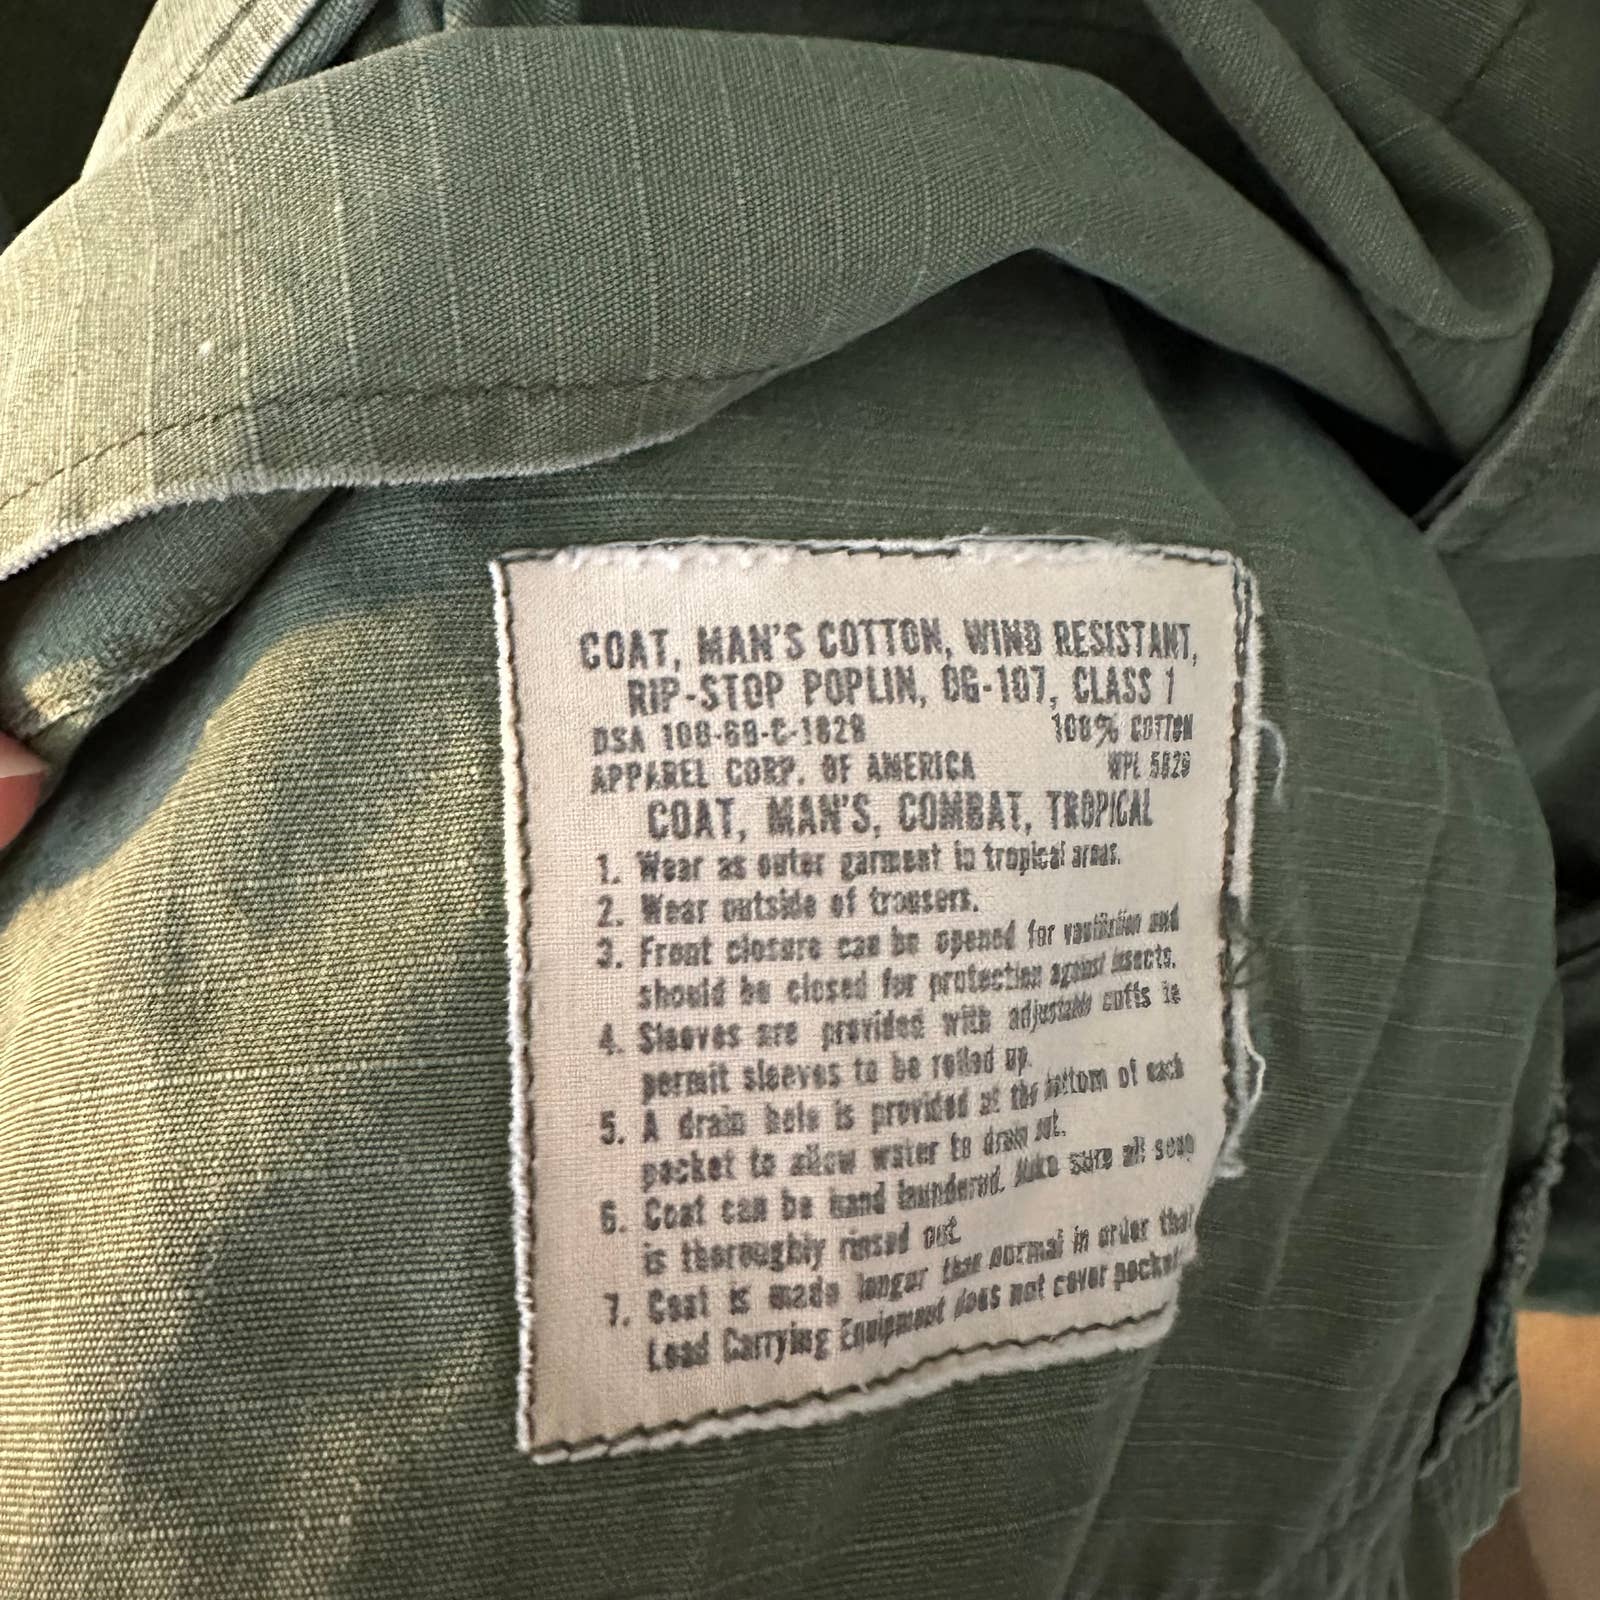 COAT, MAN'S COTTON, WIND RESISTANT,
RIP-STOP POPLIN, OG-107, CLASS 1
DSA 100-68-C-1828 100% COTTON
APPAREL CORP. OF AMERICA WPL 5829
COAT, MAN'S, COMBAT, TROPICAL
1. Wear as outer garment in tropical areas.
2. Wear outside of trousers.
3. Front closure can be opened for ventilation and
should be closed for protection against insects.
4. Sleeves are provided with adjustable cuffs to
permit sleeves to be rolled up.
5. A drain hole is provided at the bottom of each
pocket to allow water to drain out.
6. Coat can be hand laundered. Make sure all soap
is thoroughly rinsed out.
7. Coat is made longer than normal in order that
Load Carrying Equipment does not cover pockets